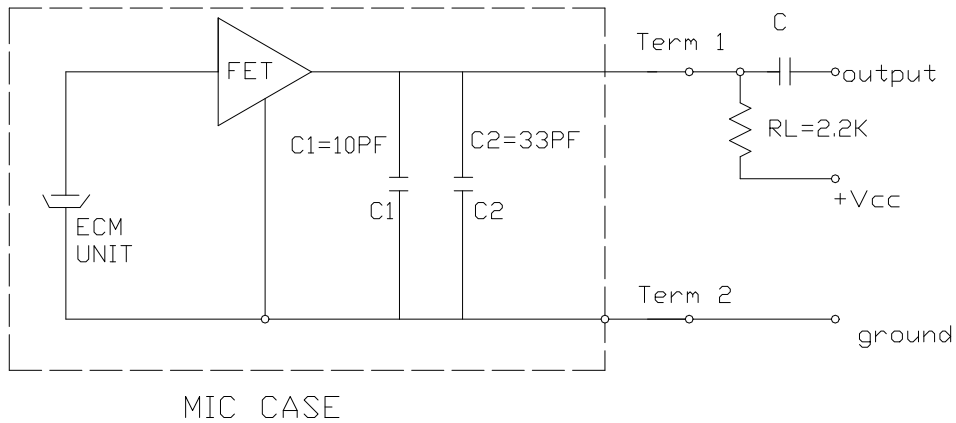 C
Term 1
FET
output
RL=2.2K
C1=10PF
C2=33PF
+Vcc
C1
C2
ECM
UNIT
Term 2
ground
MIC CASE